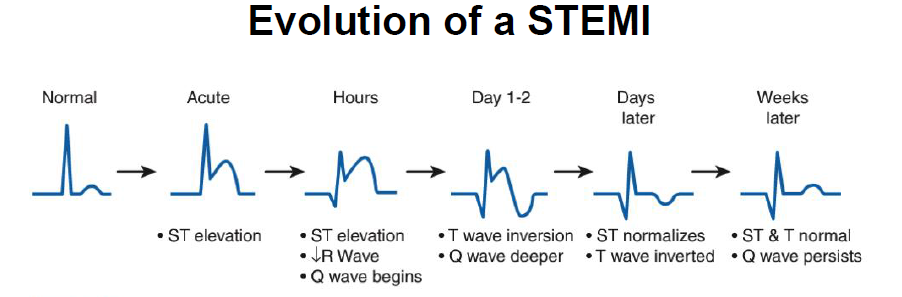 Evolution of a STEMI
Normal
Acute
Hours
Day 1-2
Days
later
Weeks
later
• ST elevation
• ST elevation
• ↓R Wave
• Q wave begins
• T wave inversion
• Q wave deeper
• ST normalizes
• T wave inverted
• ST & T normal
• Q wave persists